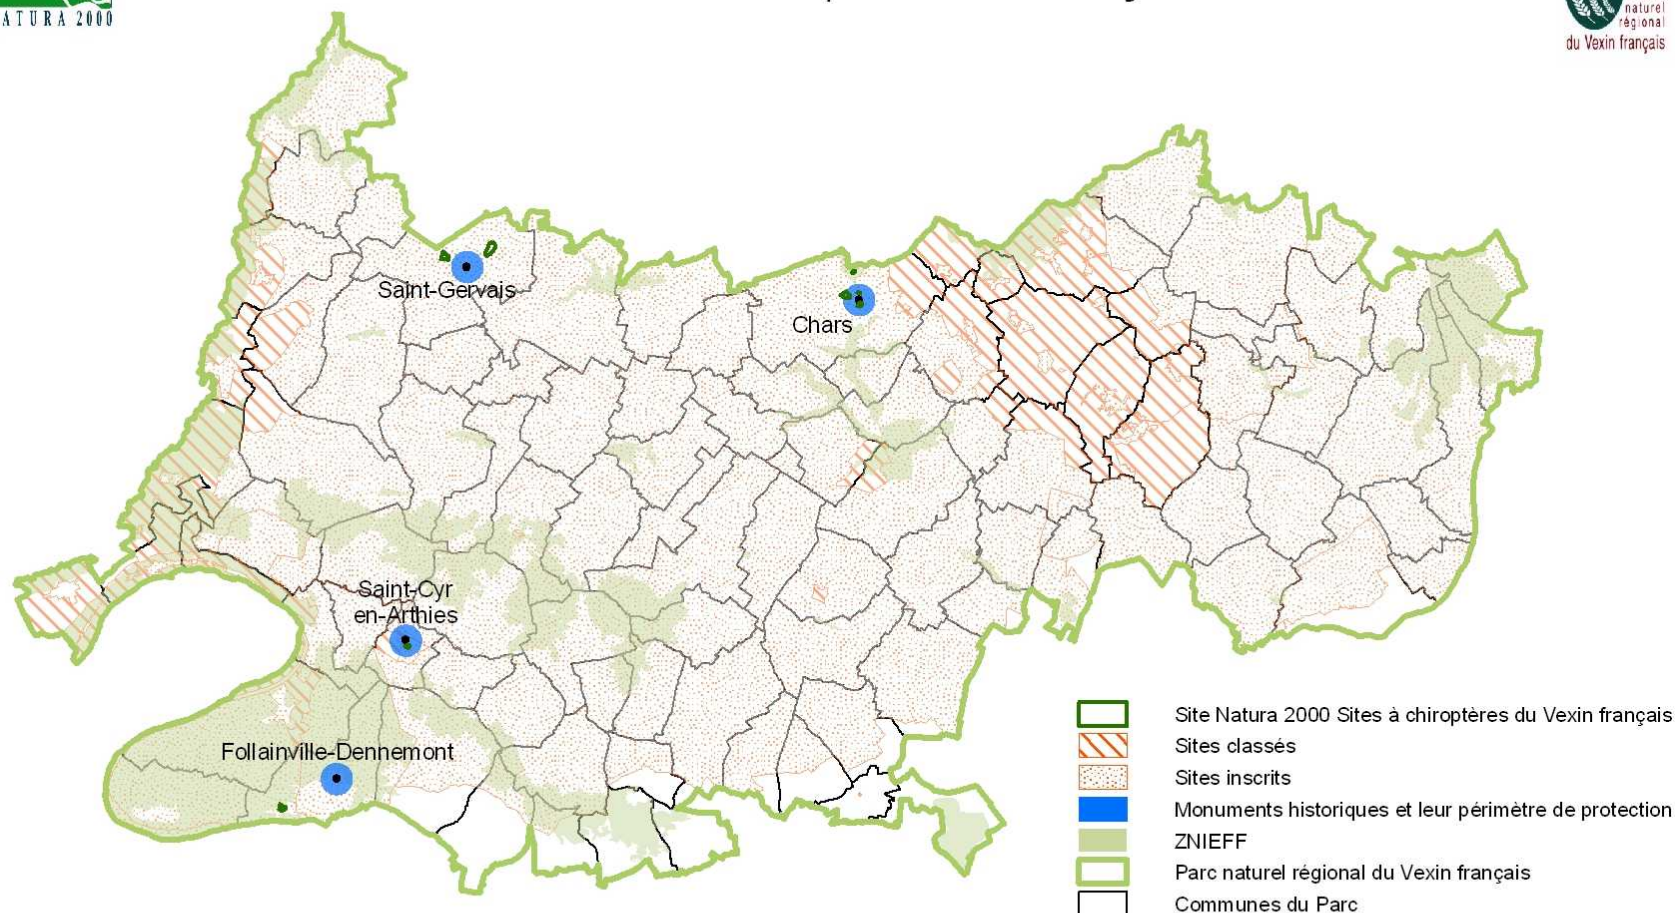 NATURA 2000
naturel
régional
du Vexin français
Saint-Gervais
Chars
Saint-Cyr
en-Arthies
Follainville-Dennemont
Site Natura 2000 Sites à chiroptères du Vexin français
Sites classés
Sites inscrits
Monuments historiques et leur périmètre de protection
ZNIEFF
Parc naturel régional du Vexin français
Communes du Parc